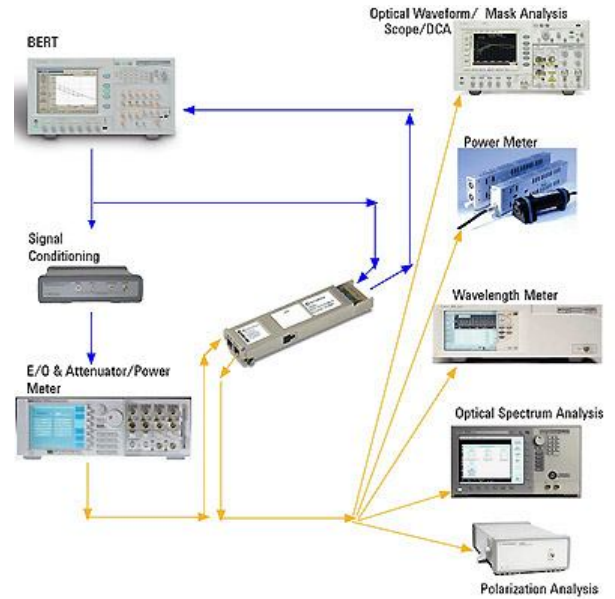 Optical Waveform/ Mask Analysis
Scope/DCA
BERT
Power Meter
Signal
Conditioning
Wavelength Meter
E/O & Attenuator/Power
Meter
Optical Spectrum Analysis
Polarization Analysis